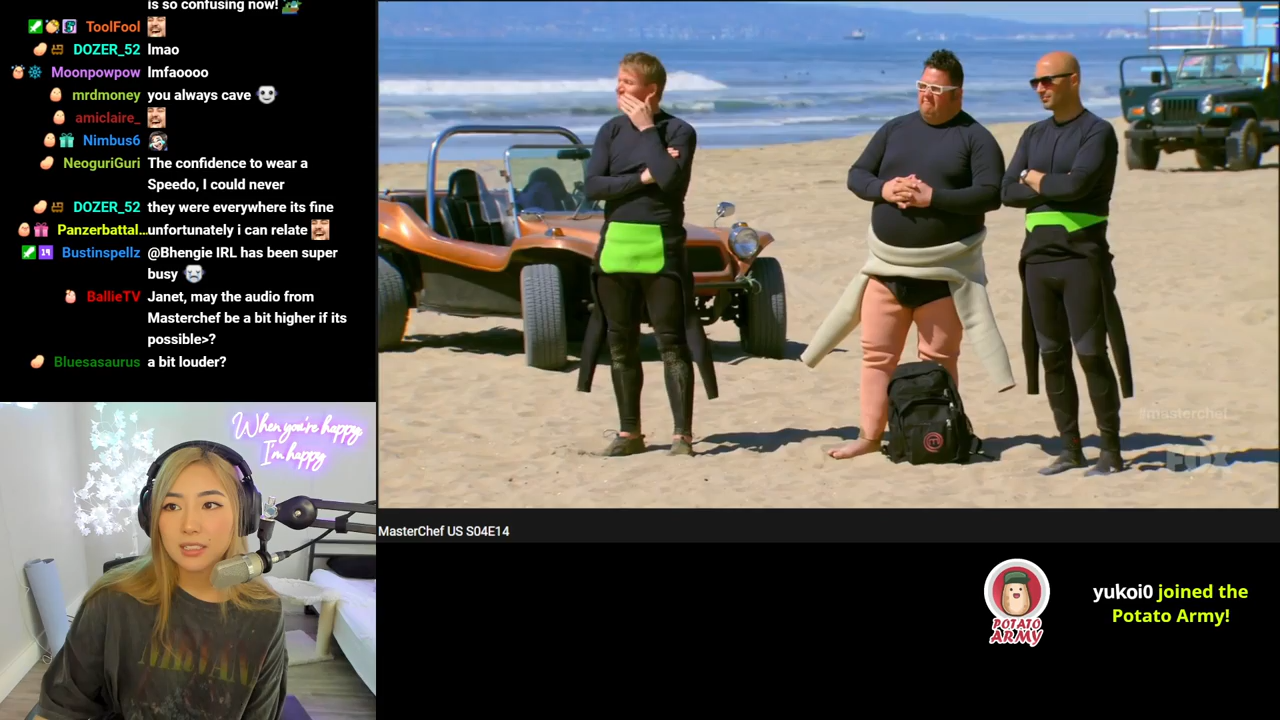 is so confusing now!
ToolFool
DOZER_52 lmao
Moonpowpow lmfaoooo
mrdmoney you always cave
amiclaire_
Nimbus6
NeoguriGuri The confidence to wear a
Speedo, I could never
DOZER_52 they were everywhere its fine
Panzerbattal... unfortunately i can relate
19 Bustinspellz @Bhengie IRL has been super
busy
BallieTV Janet, may the audio from
Masterchef be a bit higher if its
possible>?
Bluesasaurus a bit louder?
When you're happy,
I'm happy
#masterchef
FOX
MasterChef US S04E14
POTATO
ARMY
yukoi0 joined the
Potato Army!